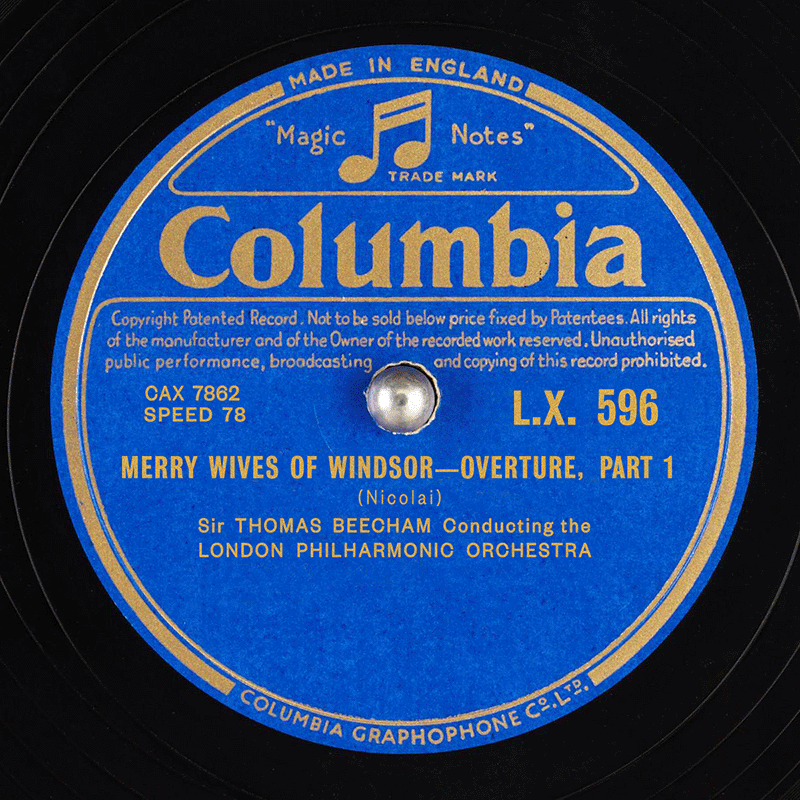 MADE IN ENGLAND
"Magic Notes"
TRADE MARK
Columbia
Copyright Patented Record. Not to be sold below price fixed by Patentees. All rights
of the manufacturer and of the Owner of the recorded work reserved. Unauthorised
public performance, broadcasting and copying of this record prohibited.
CAX 7862
SPEED 78
L.X. 596
MERRY WIVES OF WINDSOR—OVERTURE, PART 1
(Nicolai)
Sir THOMAS BEECHAM Conducting the
LONDON PHILHARMONIC ORCHESTRA
COLUMBIA GRAPHOPHONE Co. LTD.